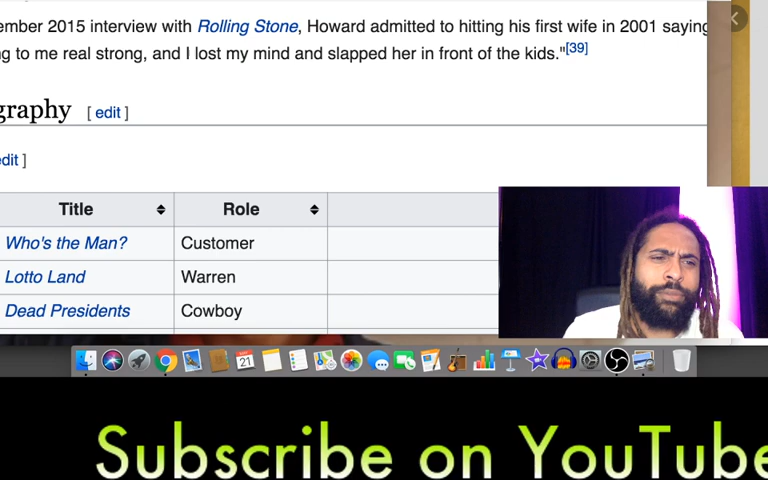 ember 2015 interview with Rolling Stone, Howard admitted to hitting his first wife in 2001 saying
ng to me real strong, and I lost my mind and slapped her in front of the kids."[39]
graphy [ edit ]
edit ]
Title Role
Who's the Man? Customer
Lotto Land Warren
Dead Presidents Cowboy
21
Subscribe on YouTube